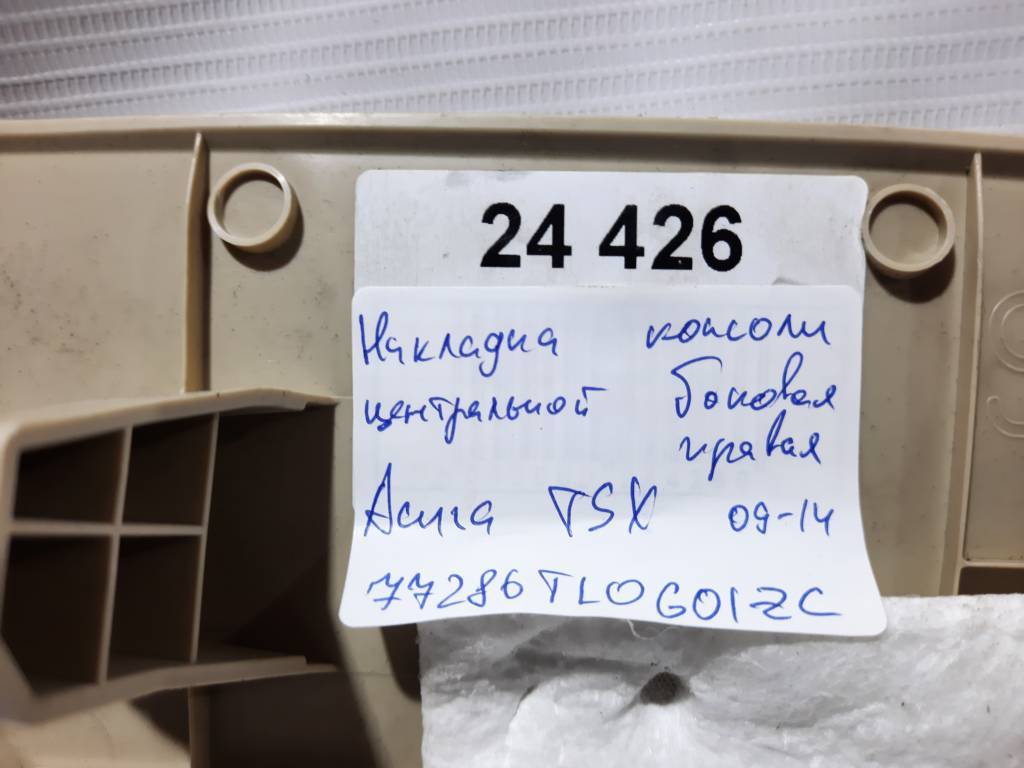 24 426
Накладка консоли
центральной боковая
правая
Acura TSX 09-14
77286TL0G01ZC